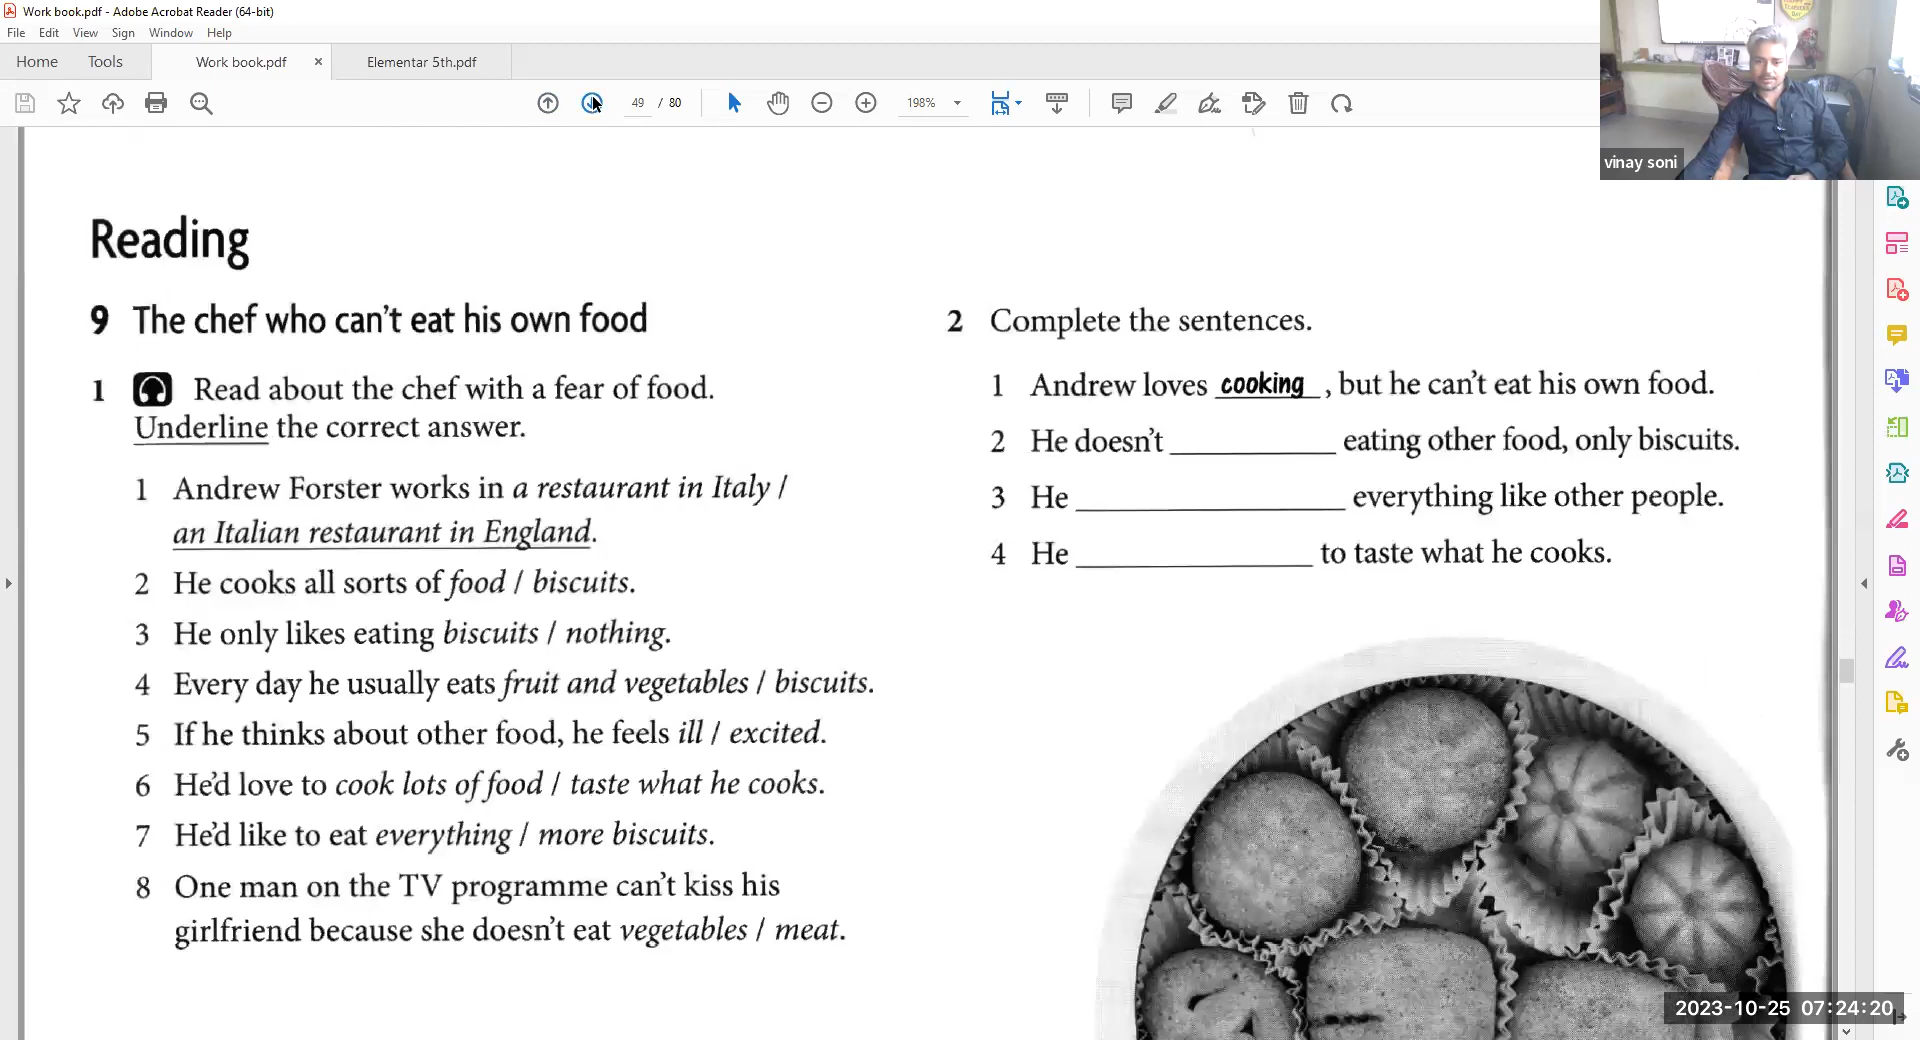 Work book.pdf - Adobe Acrobat Reader (64-bit)
File Edit View Sign Window Help
Home Tools Work book.pdf × Elementar 5th.pdf
49 / 80 198%
vinay soni
Reading
9 The chef who can't eat his own food
1 Read about the chef with a fear of food.
Underline the correct answer.
1 Andrew Forster works in a restaurant in Italy /
an Italian restaurant in England.
2 He cooks all sorts of food / biscuits.
3 He only likes eating biscuits / nothing.
4 Every day he usually eats fruit and vegetables / biscuits.
5 If he thinks about other food, he feels ill / excited.
6 He'd love to cook lots of food / taste what he cooks.
7 He'd like to eat everything / more biscuits.
8 One man on the TV programme can't kiss his
girlfriend because she doesn't eat vegetables / meat.
2 Complete the sentences.
1 Andrew loves cooking, but he can't eat his own food.
2 He doesn't ___________ eating other food, only biscuits.
3 He __________________ everything like other people.
4 He ________________ to taste what he cooks.
2023-10-25 07:24:20